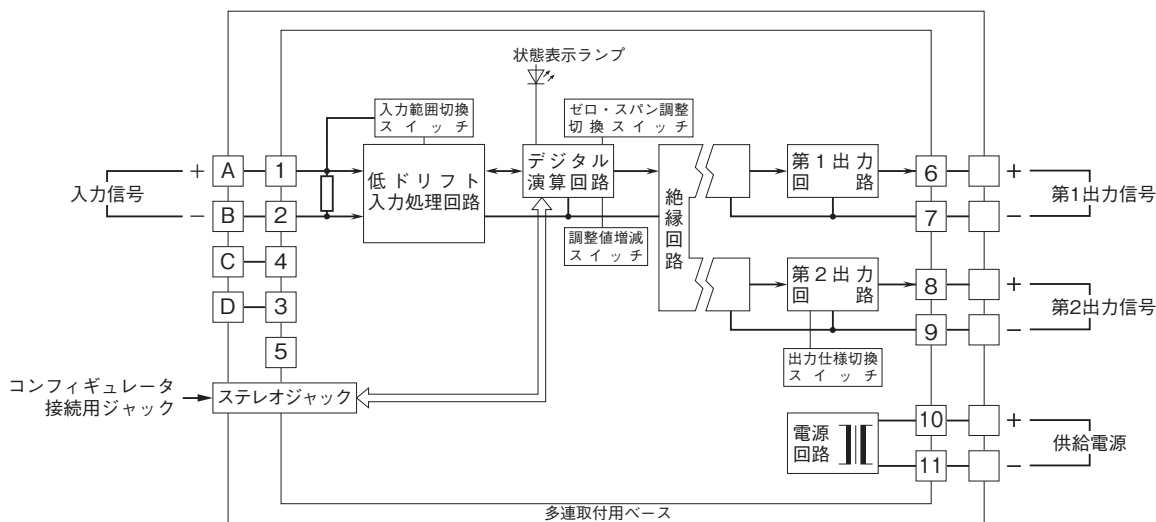 状態表示ランプ
入力範囲切換
スイッチ
ゼロ・スパン調整
切換スイッチ
+ A 1
入力信号
− B 2
C 4
D 3
5
低ドリフト
入力処理回路
デジタル
演算回路
調整値増減
スイッチ
絶縁回路
第1出力
回路
6 +
第1出力信号
7 −
第2出力
回路
8 +
第2出力信号
9 −
出力仕様切換
スイッチ
コンフィギュレータ
接続用ジャック
ステレオジャック
電源
回路
10 +
供給電源
11 −
多連取付用ベース